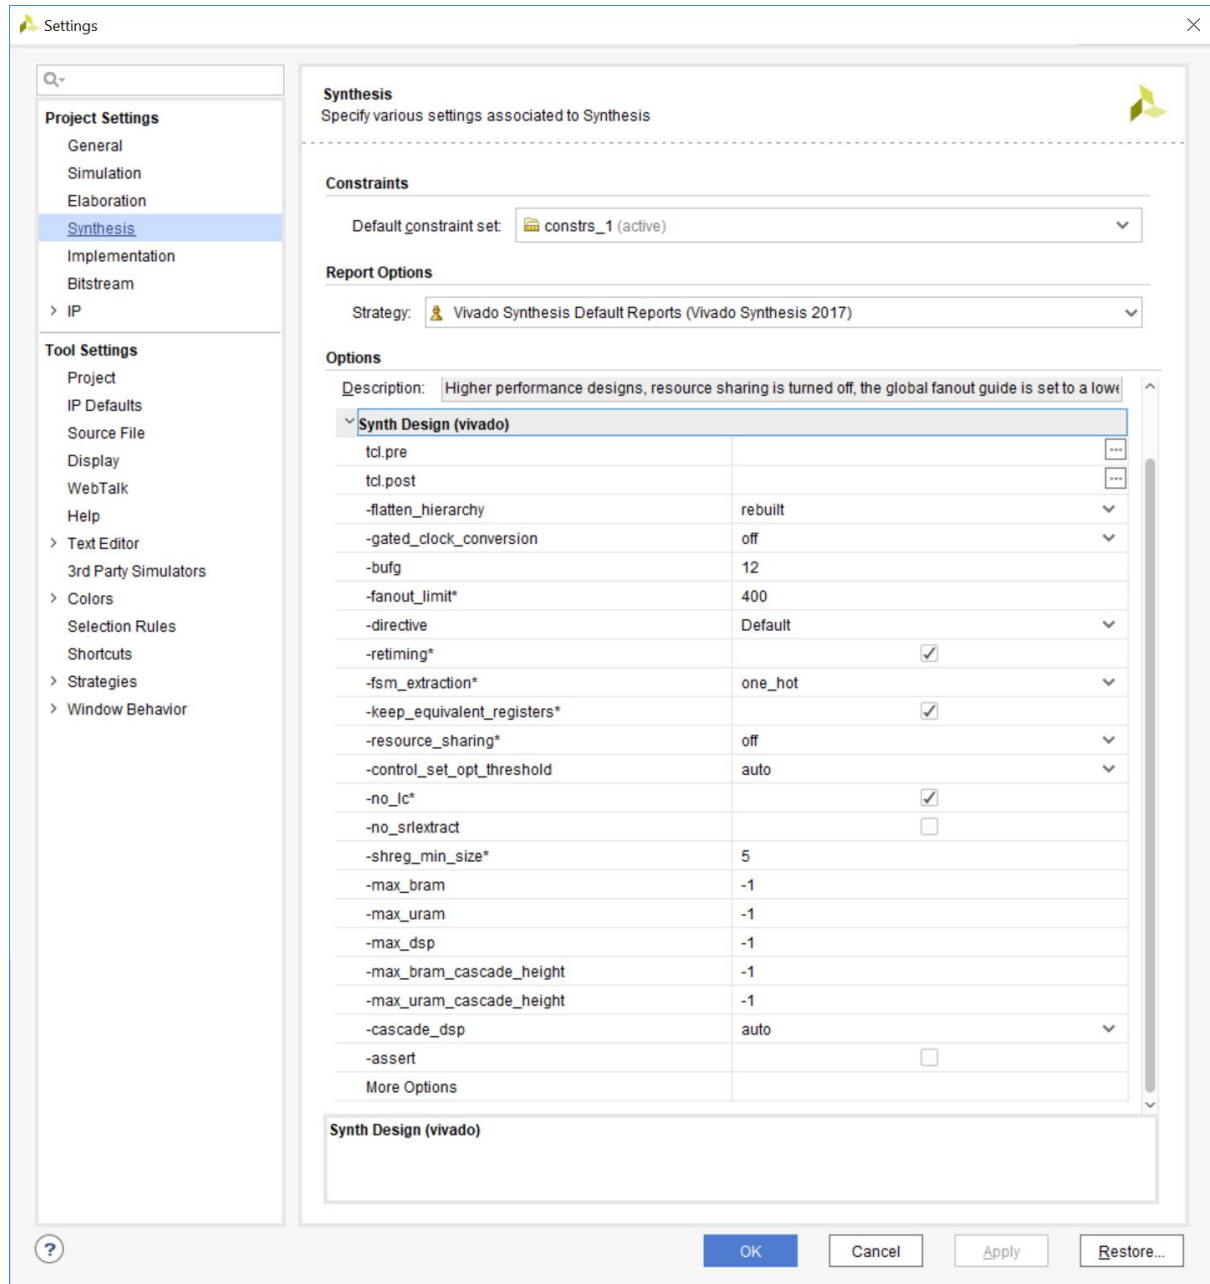 Settings
Project Settings
General
Simulation
Elaboration
Synthesis
Implementation
Bitstream
IP
Tool Settings
Project
IP Defaults
Source File
Display
WebTalk
Help
Text Editor
3rd Party Simulators
Colors
Selection Rules
Shortcuts
Strategies
Window Behavior
Synthesis
Specify various settings associated to Synthesis
Constraints
Default constraint set: constrs_1 (active)
Report Options
Strategy: Vivado Synthesis Default Reports (Vivado Synthesis 2017)
Options
Description: Higher performance designs, resource sharing is turned off, the global fanout guide is set to a lowe
Synth Design (vivado)
tcl.pre ...
tcl.post ...
-flatten_hierarchy rebuilt
-gated_clock_conversion off
-bufg 12
-fanout_limit* 400
-directive Default
-retiming*
-fsm_extraction* one_hot
-keep_equivalent_registers*
-resource_sharing* off
-control_set_opt_threshold auto
-no_lc*
-no_srlextract
-shreg_min_size* 5
-max_bram -1
-max_uram -1
-max_dsp -1
-max_bram_cascade_height -1
-max_uram_cascade_height -1
-cascade_dsp auto
-assert
More Options
Synth Design (vivado)
? OK Cancel Apply Restore...